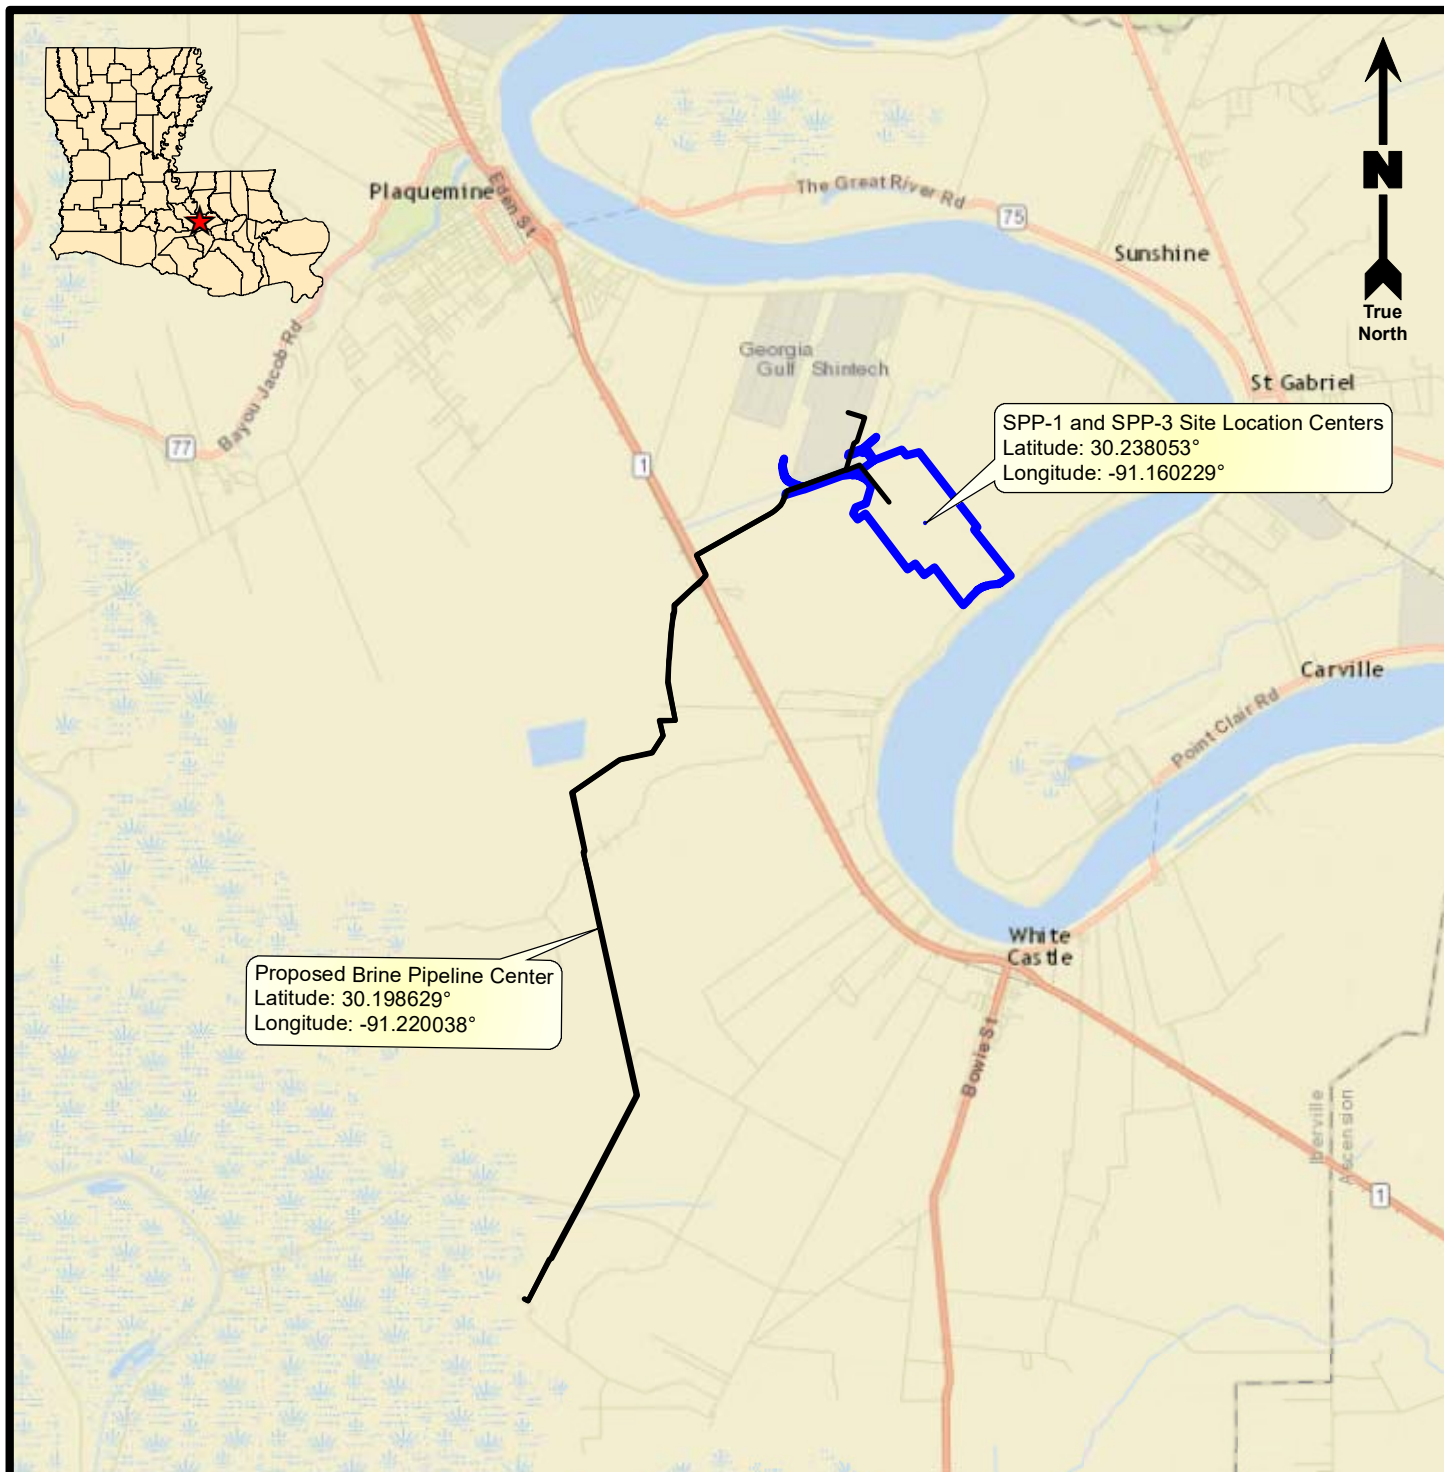 Plaquemine
Eden St
The Great River Rd
75
Sunshine
N
True
North
Bayou Jacob Rd
77
1
Georgia
Gulf Shintech
St Gabriel
SPP-1 and SPP-3 Site Location Centers
Latitude: 30.238053°
Longitude: -91.160229°
Carville
Point Clair Rd
White
Castle
Proposed Brine Pipeline Center
Latitude: 30.198629°
Longitude: -91.220038°
Bowie St
Iberville
Ascension
1